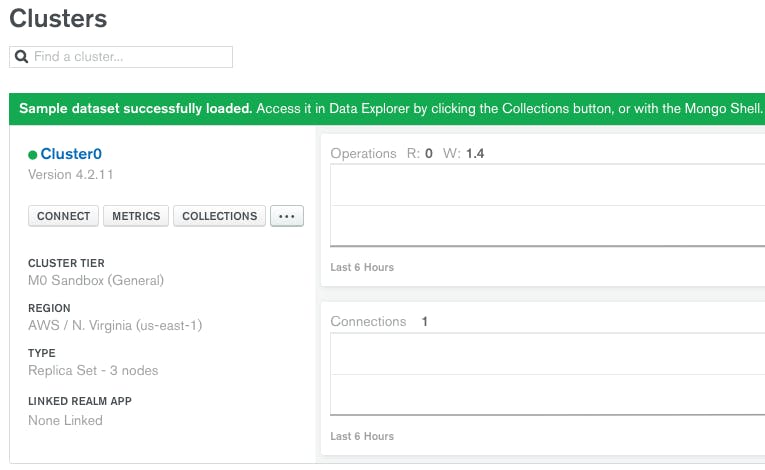 Clusters
Find a cluster...
Sample dataset successfully loaded. Access it in Data Explorer by clicking the Collections button, or with the Mongo Shell.
Cluster0
Version 4.2.11
CONNECT METRICS COLLECTIONS ...
CLUSTER TIER
M0 Sandbox (General)
REGION
AWS / N. Virginia (us-east-1)
TYPE
Replica Set - 3 nodes
LINKED REALM APP
None Linked
Operations R: 0 W: 1.4
Last 6 Hours
Connections 1
Last 6 Hours